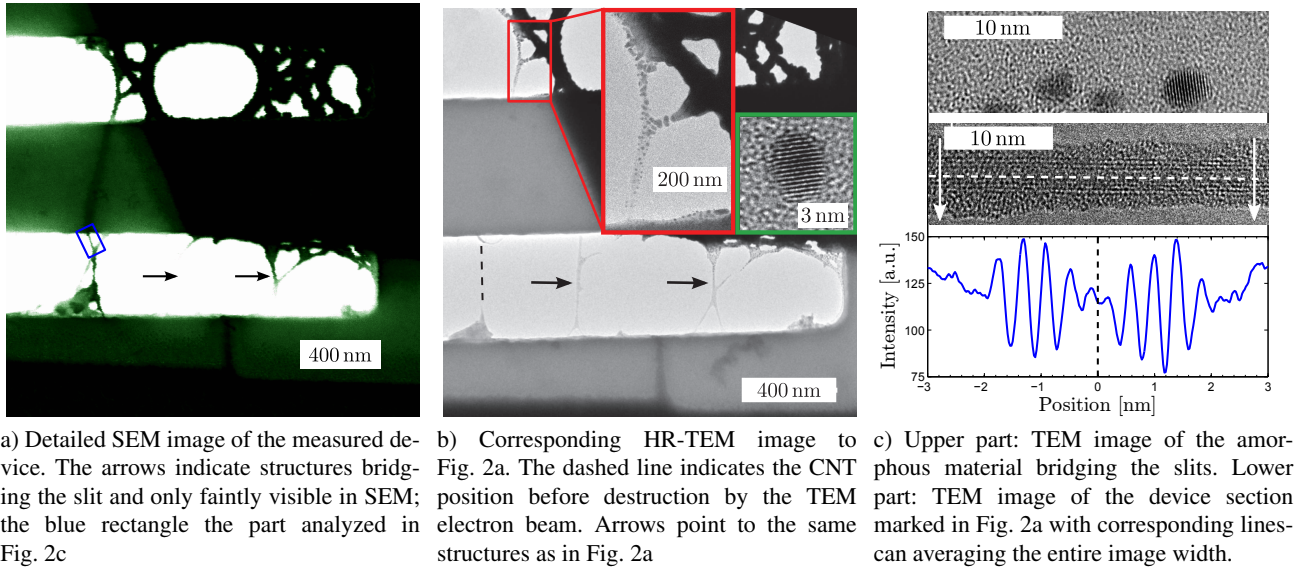 400 nm
200 nm
3 nm
400 nm
10 nm
10 nm
150
125
100
75
Intensity [a.u.]
−3 −2 −1 0 1 2 3
Position [nm]
a) Detailed SEM image of the measured de-
vice. The arrows indicate structures bridg-
ing the slit and only faintly visible in SEM;
the blue rectangle the part analyzed in
Fig. 2c
b) Corresponding HR-TEM image to
Fig. 2a. The dashed line indicates the CNT
position before destruction by the TEM
electron beam. Arrows point to the same
structures as in Fig. 2a
c) Upper part: TEM image of the amor-
phous material bridging the slits. Lower
part: TEM image of the device section
marked in Fig. 2a with corresponding lines-
can averaging the entire image width.